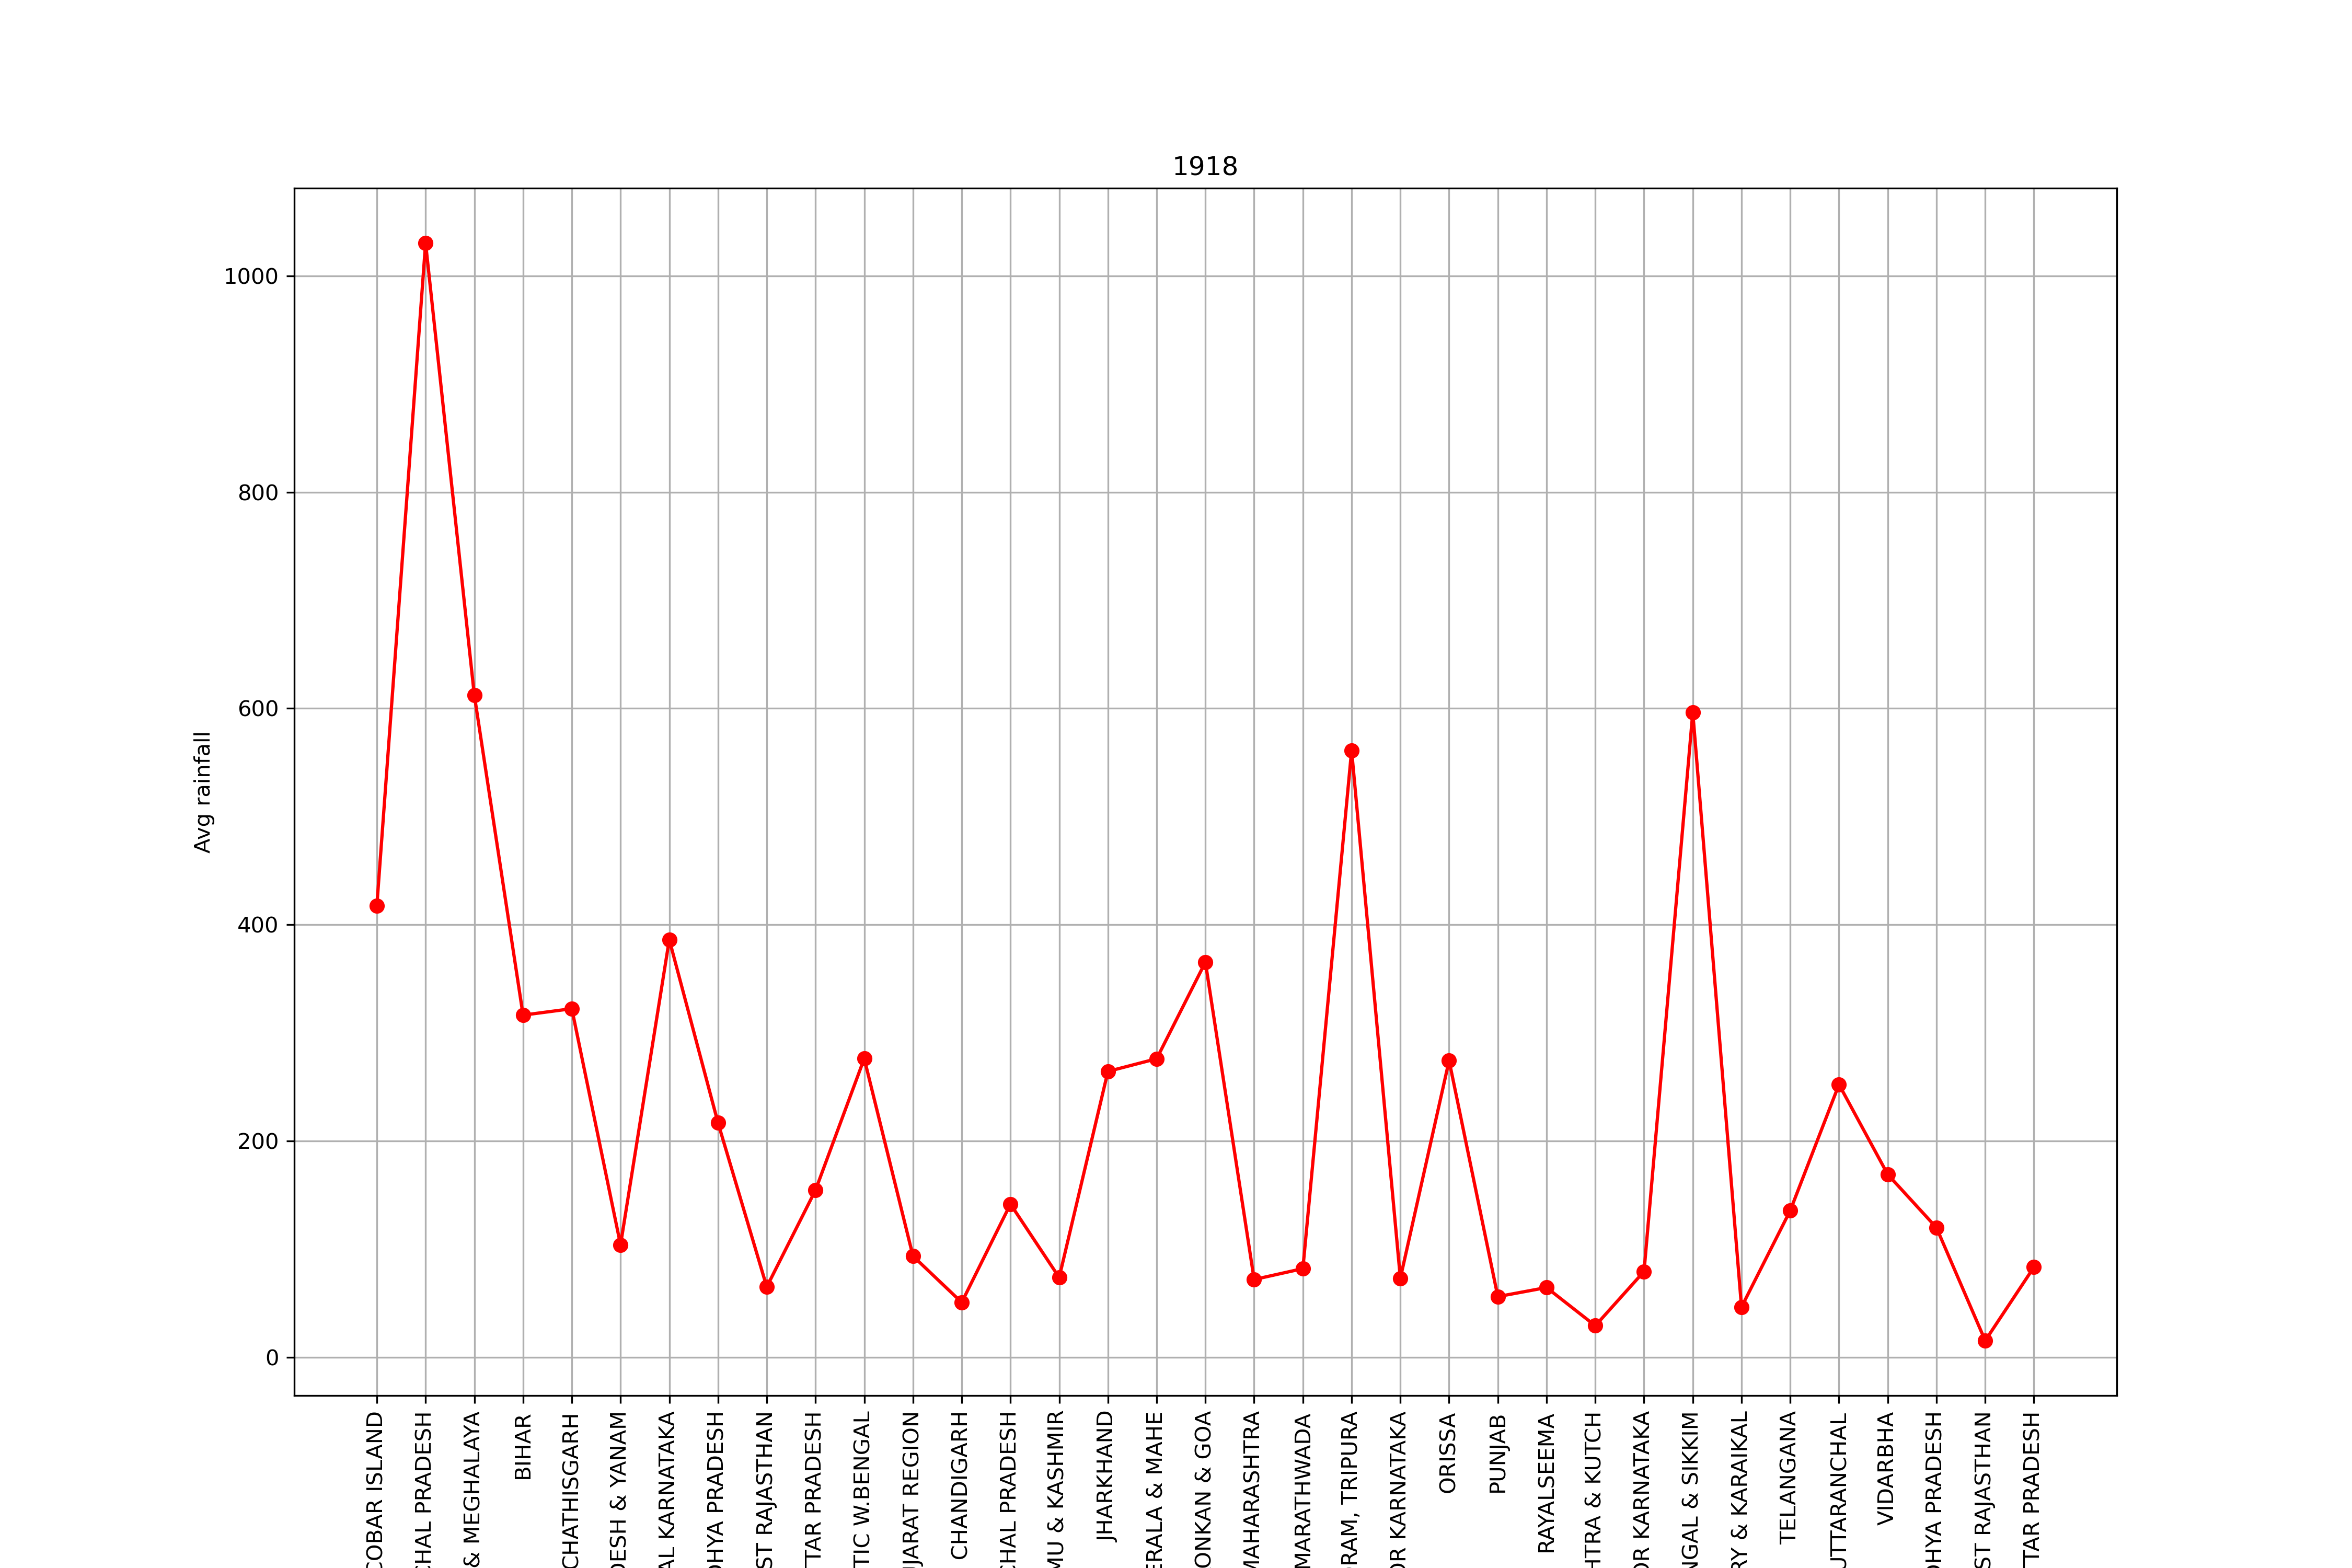 1918
1000
800
600
400
200
0
Avg rainfall
COBAR ISLAND
CHAL PRADESH
& MEGHALAYA
BIHAR
CHATHISGARH
DESH & YANAM
AL KARNATAKA
DHYA PRADESH
ST RAJASTHAN
TTAR PRADESH
TIC W.BENGAL
JARAT REGION
CHANDIGARH
CHAL PRADESH
MU & KASHMIR
JHARKHAND
ERALA & MAHE
ONKAN & GOA
MAHARASHTRA
MARATHWADA
RAM, TRIPURA
OR KARNATAKA
ORISSA
PUNJAB
RAYALSEEMA
HTRA & KUTCH
OR KARNATAKA
NGAL & SIKKIM
RY & KARAIKAL
TELANGANA
UTTARANCHAL
VIDARBHA
DHYA PRADESH
ST RAJASTHAN
TTAR PRADESH